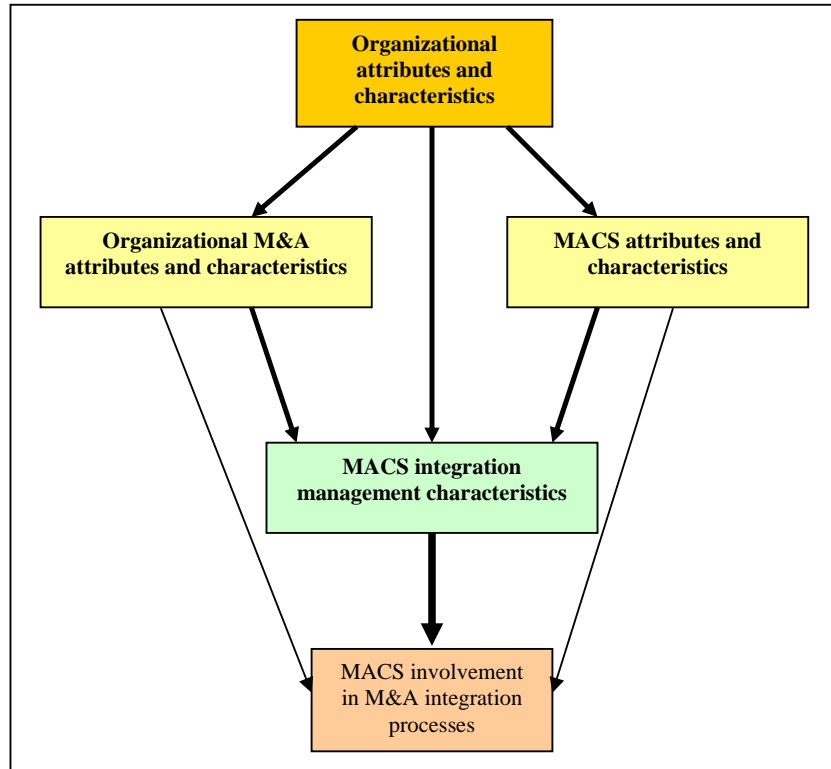 Organizational
attributes and
characteristics
Organizational M&A
attributes and characteristics
MACS attributes and
characteristics
MACS integration
management characteristics
MACS involvement
in M&A integration
processes